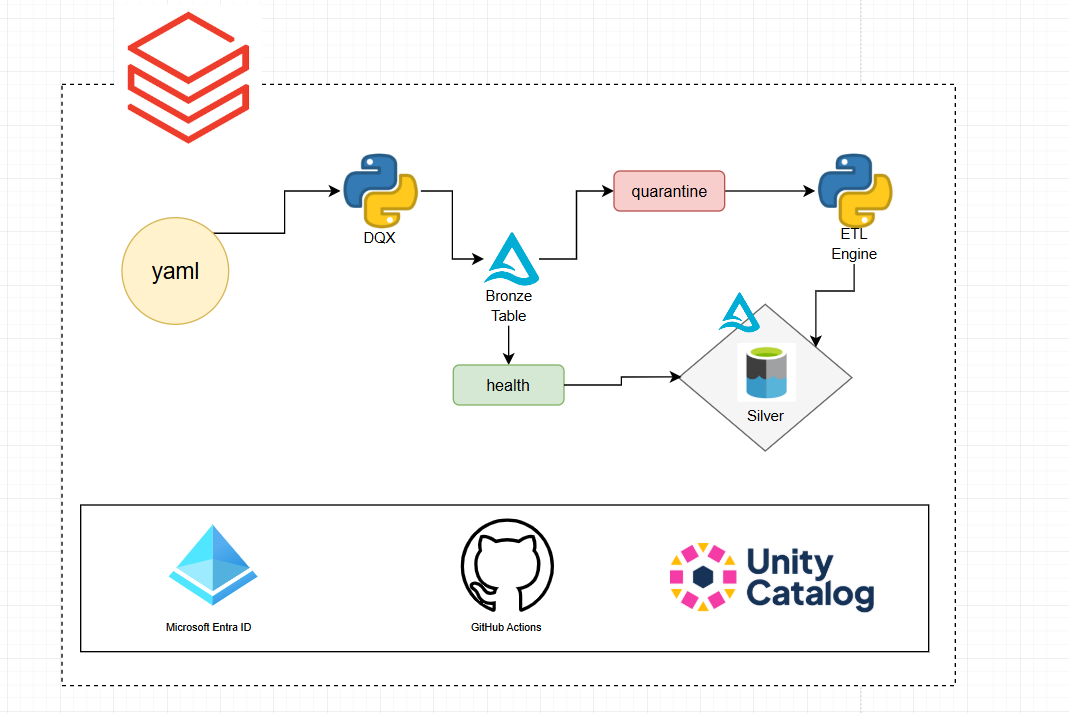 yaml
DQX
Bronze
Table
quarantine
ETL
Engine
health
Silver
Microsoft Entra ID
GitHub Actions
Unity
Catalog